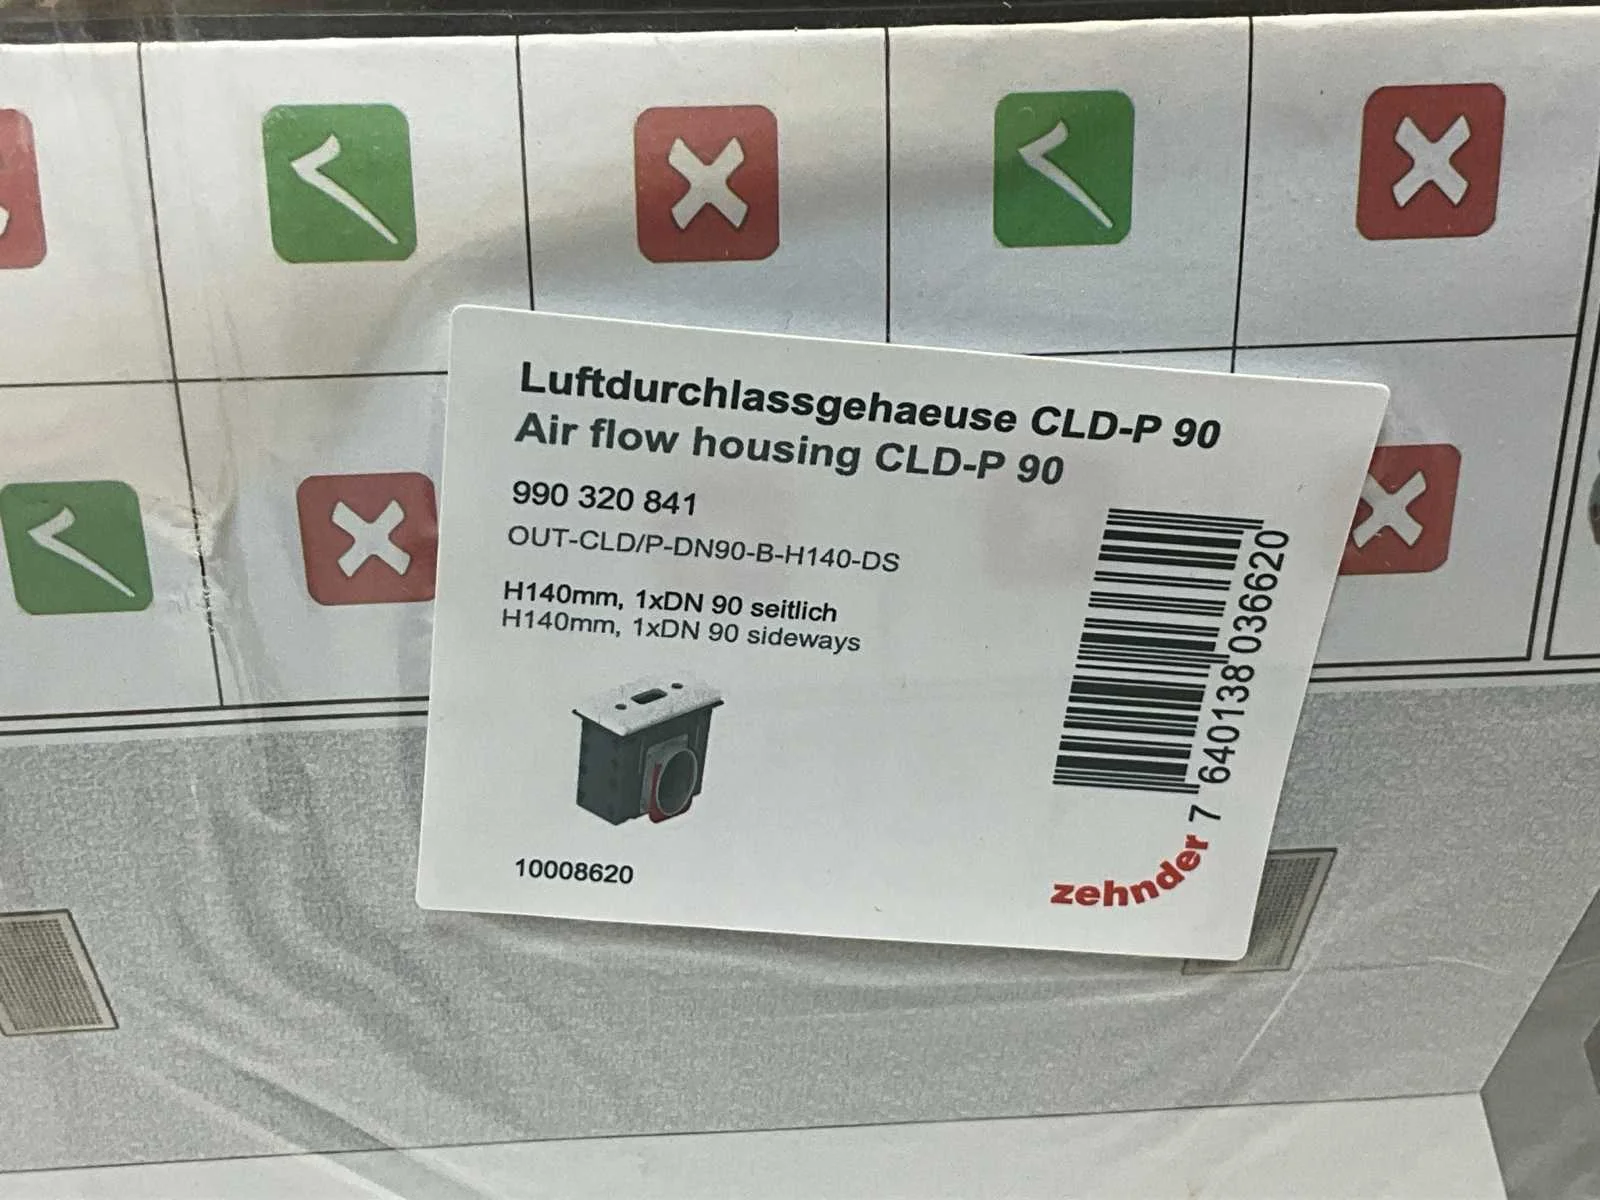 Luftdurchlassgehaeuse CLD-P 90
Air flow housing CLD-P 90
990 320 841
OUT-CLD/P-DN90-B-H140-DS
H140mm, 1xDN 90 seitlich
H140mm, 1xDN 90 sideways
10008620
7 640138 036620
zehnder